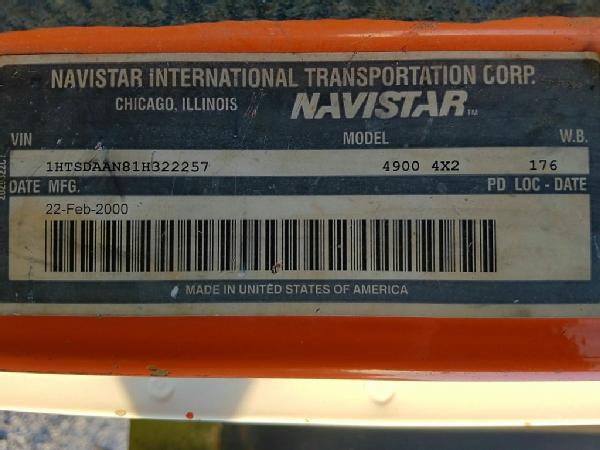 NAVISTAR INTERNATIONAL TRANSPORTATION CORP.
CHICAGO, ILLINOIS NAVISTAR TM
VIN MODEL W.B.
1HTSDAAN81H322257 4900 4X2 176
DATE MFG. PD LOC - DATE
22-Feb-2000
MADE IN UNITED STATES OF AMERICA